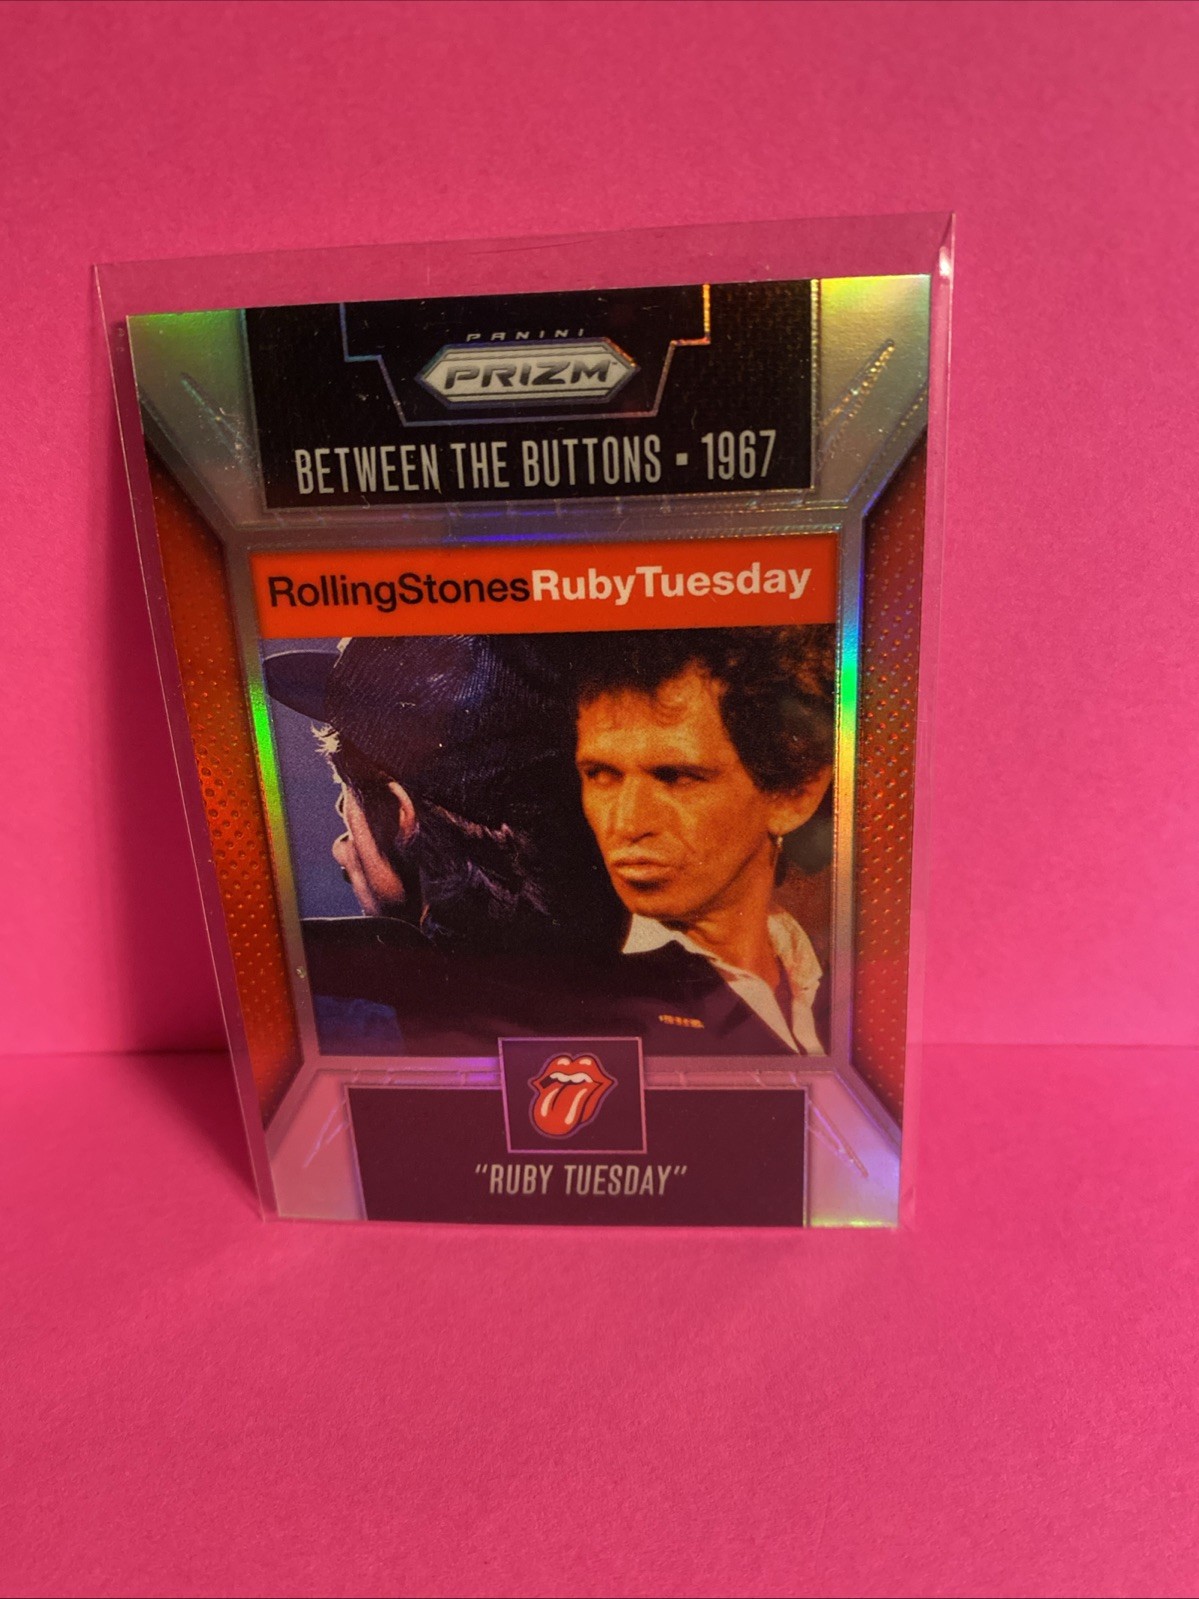 PANINI
PRIZM
BETWEEN THE BUTTONS ▪ 1967
RollingStonesRubyTuesday
"RUBY TUESDAY"